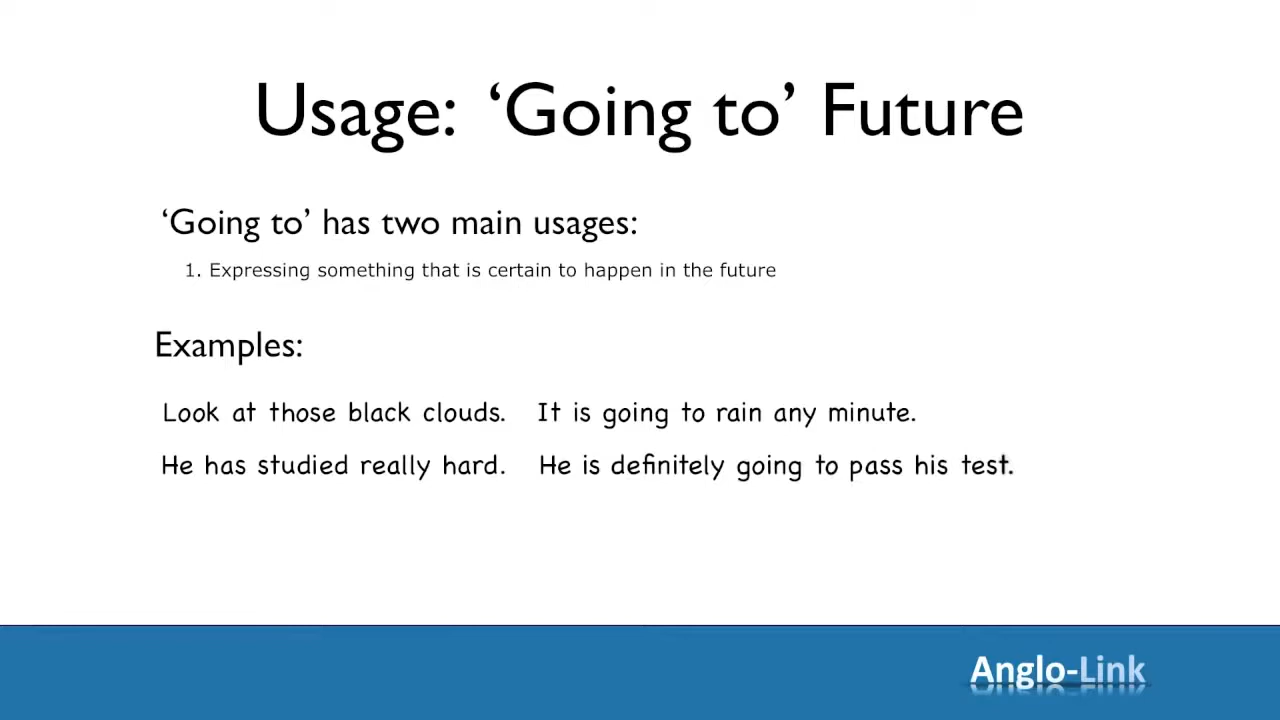 Usage: ‘Going to’ Future
‘Going to’ has two main usages:
1. Expressing something that is certain to happen in the future
Examples:
Look at those black clouds. It is going to rain any minute.
He has studied really hard. He is definitely going to pass his test.
Anglo-Link